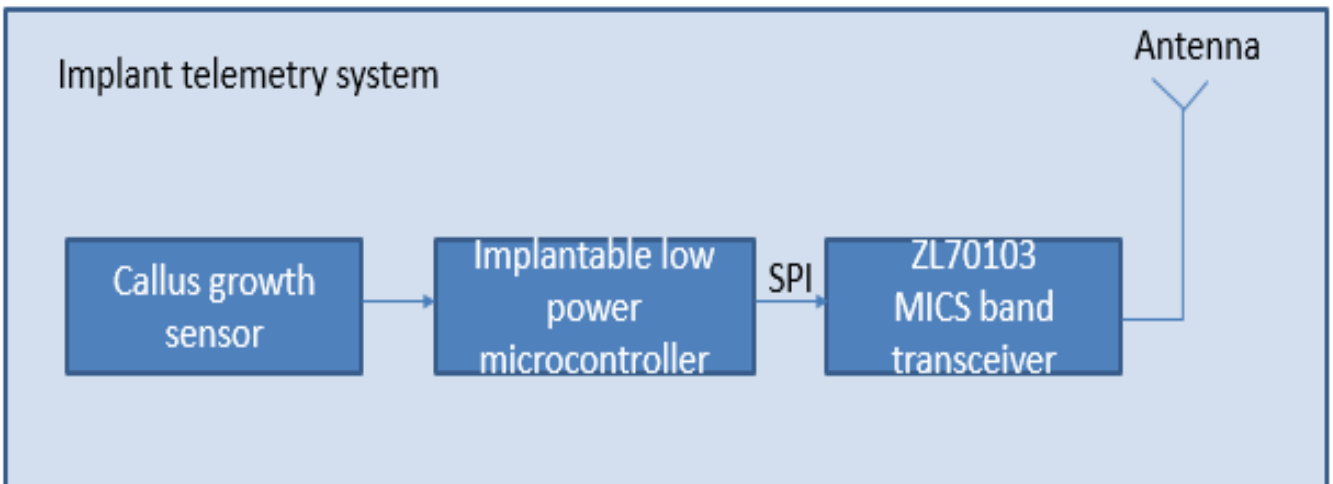 Antenna
Implant telemetry system
Callus growth
sensor
Implantable low
power
microcontroller
SPI
ZL70103
MICS band
transceiver